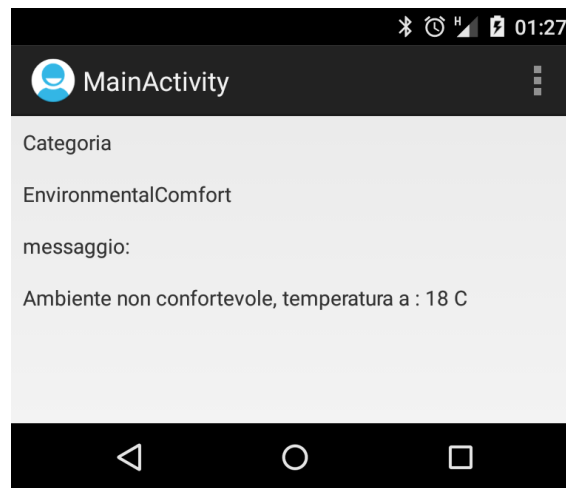 H 01:27
MainActivity
Categoria
EnvironmentalComfort
messaggio:
Ambiente non confortevole, temperatura a : 18 C